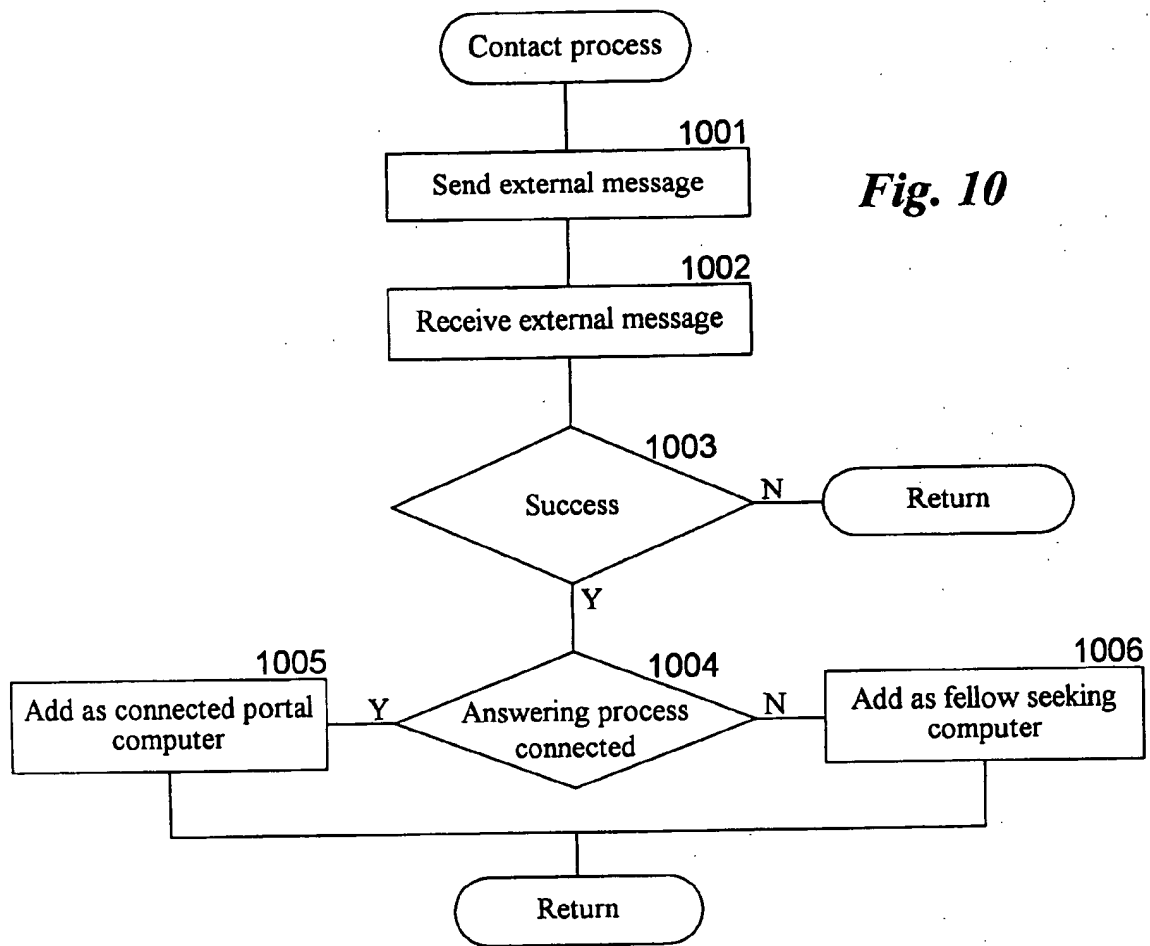 Contact process
1001
Send external message
Fig. 10
1002
Receive external message
1003
Success
N
Return
Y
1005
Add as connected portal
computer
Y
1004
Answering process
connected
N
1006
Add as fellow seeking
computer
Return